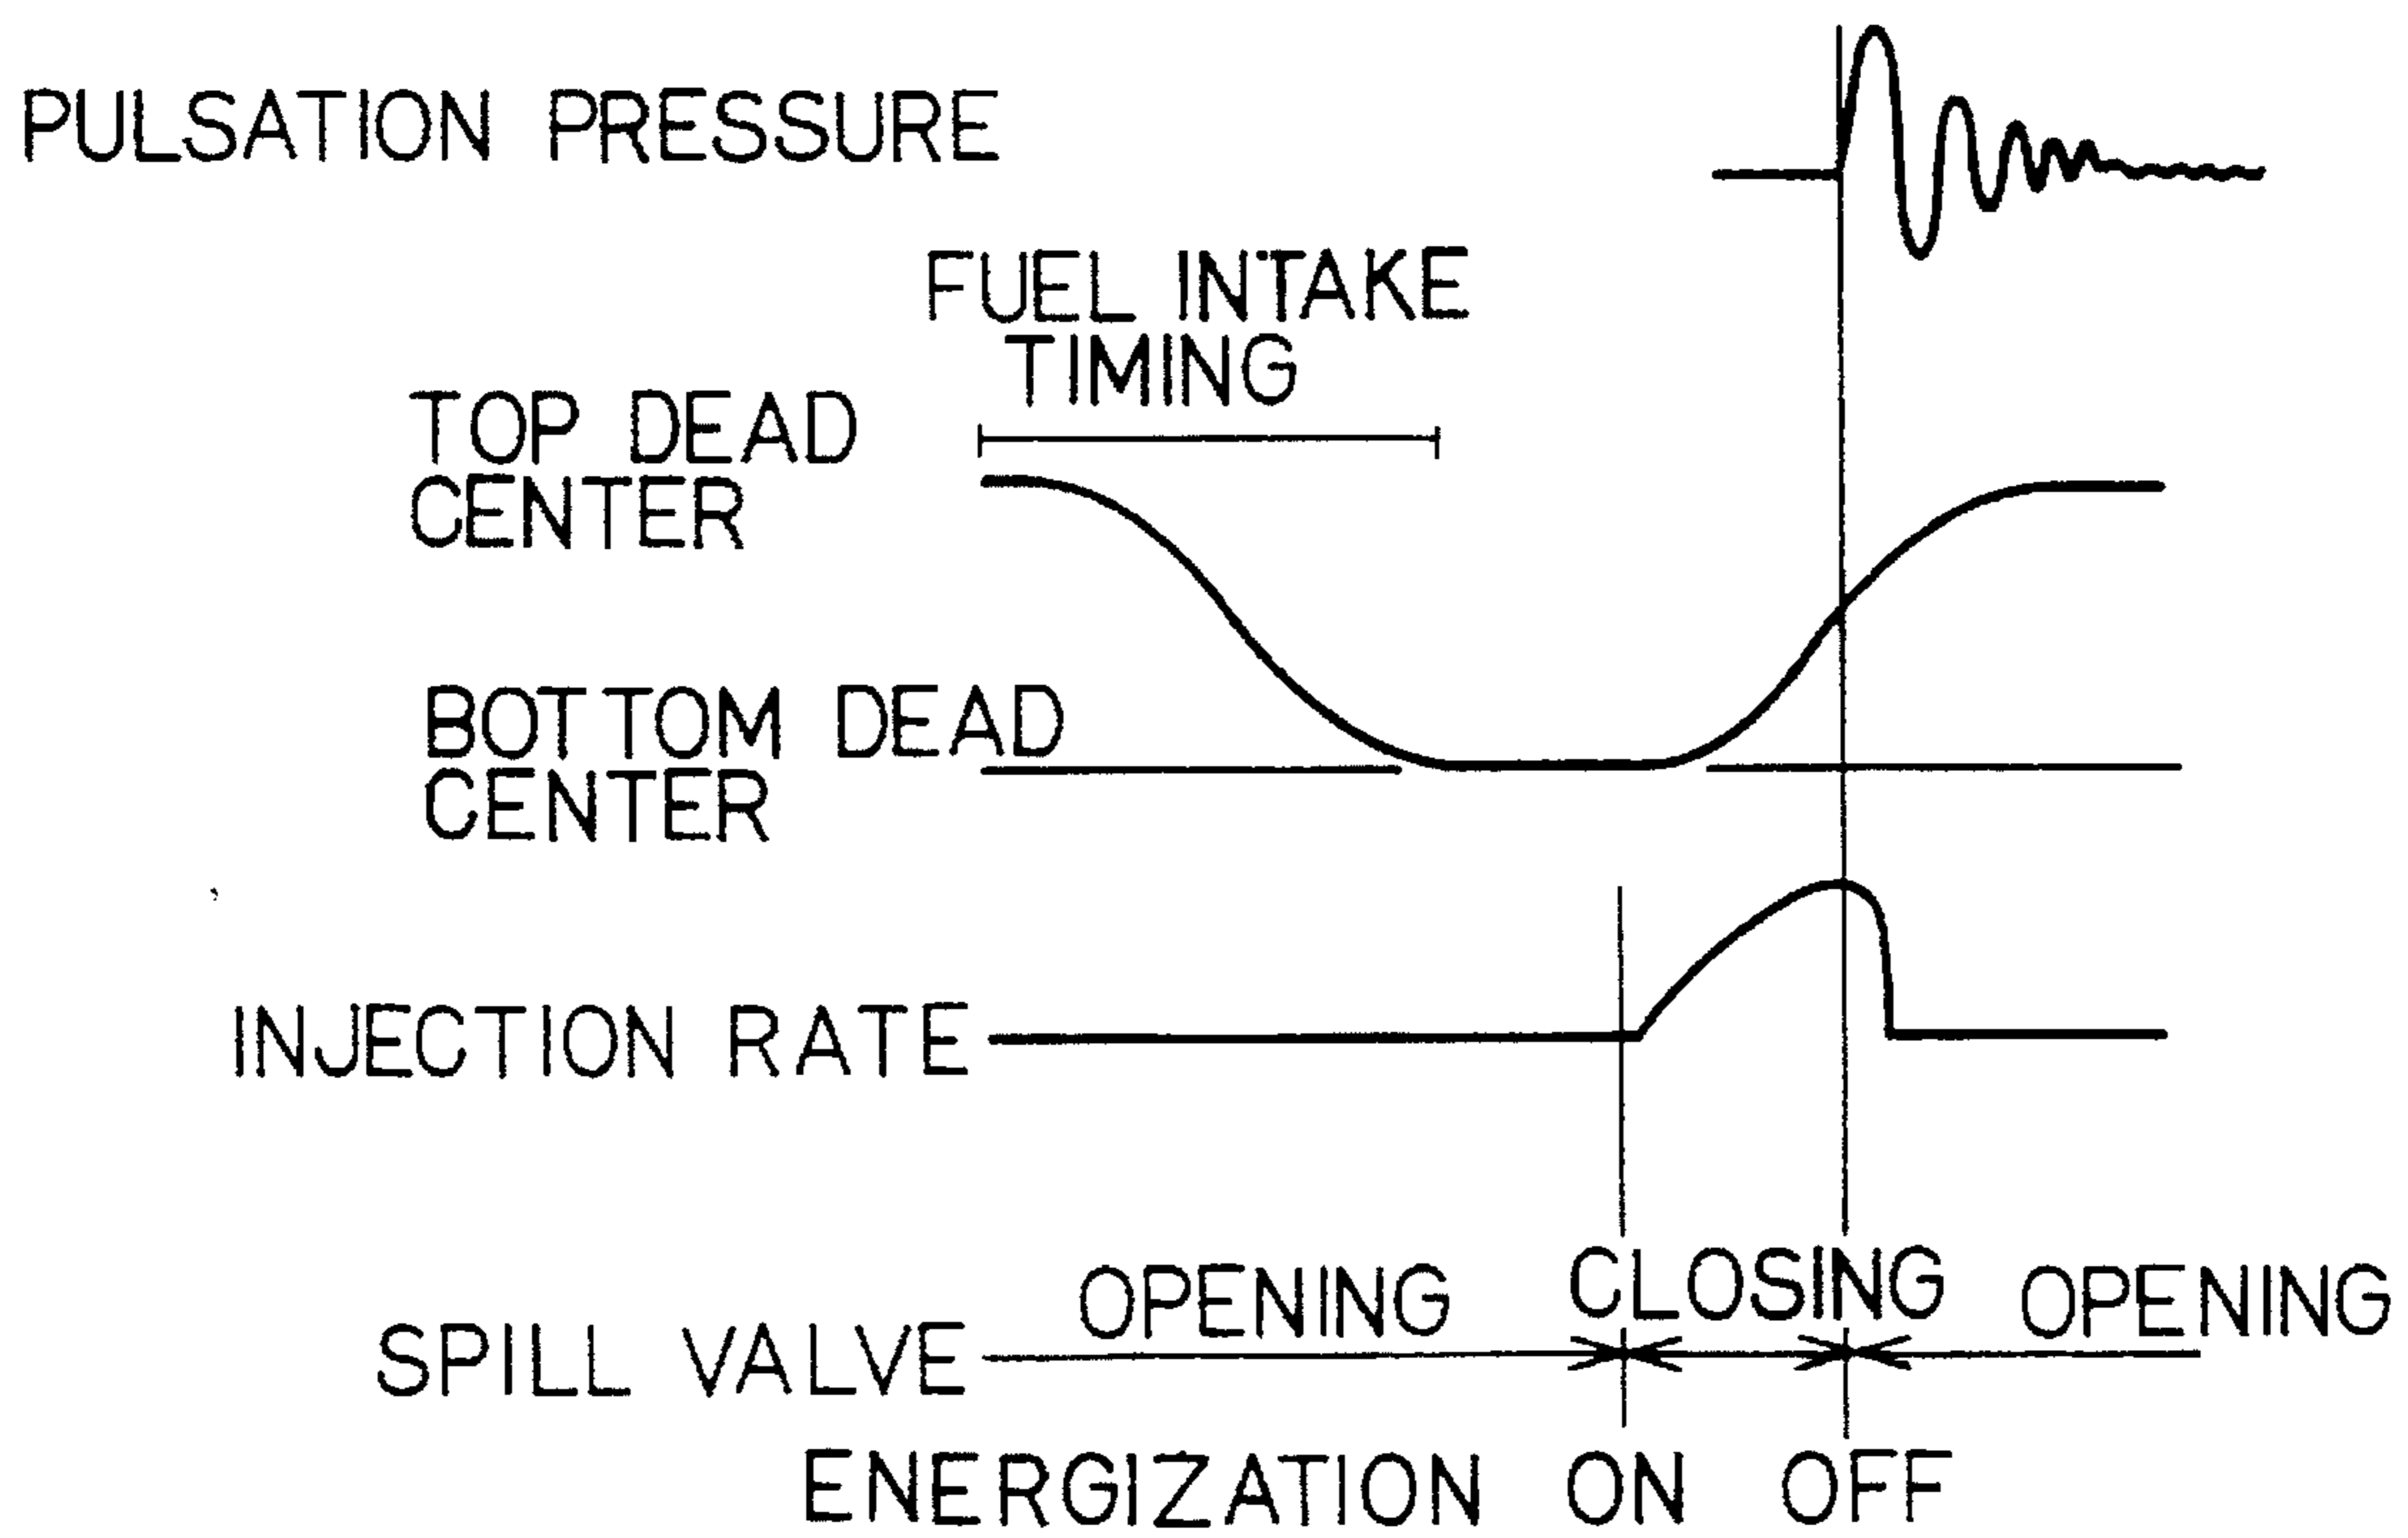 PULSATION PRESSURE
FUEL INTAKE
TIMING
TOP DEAD
CENTER
BOTTOM DEAD
CENTER
INJECTION RATE
OPENING CLOSING OPENING
SPILL VALVE
ENERGIZATION ON OFF